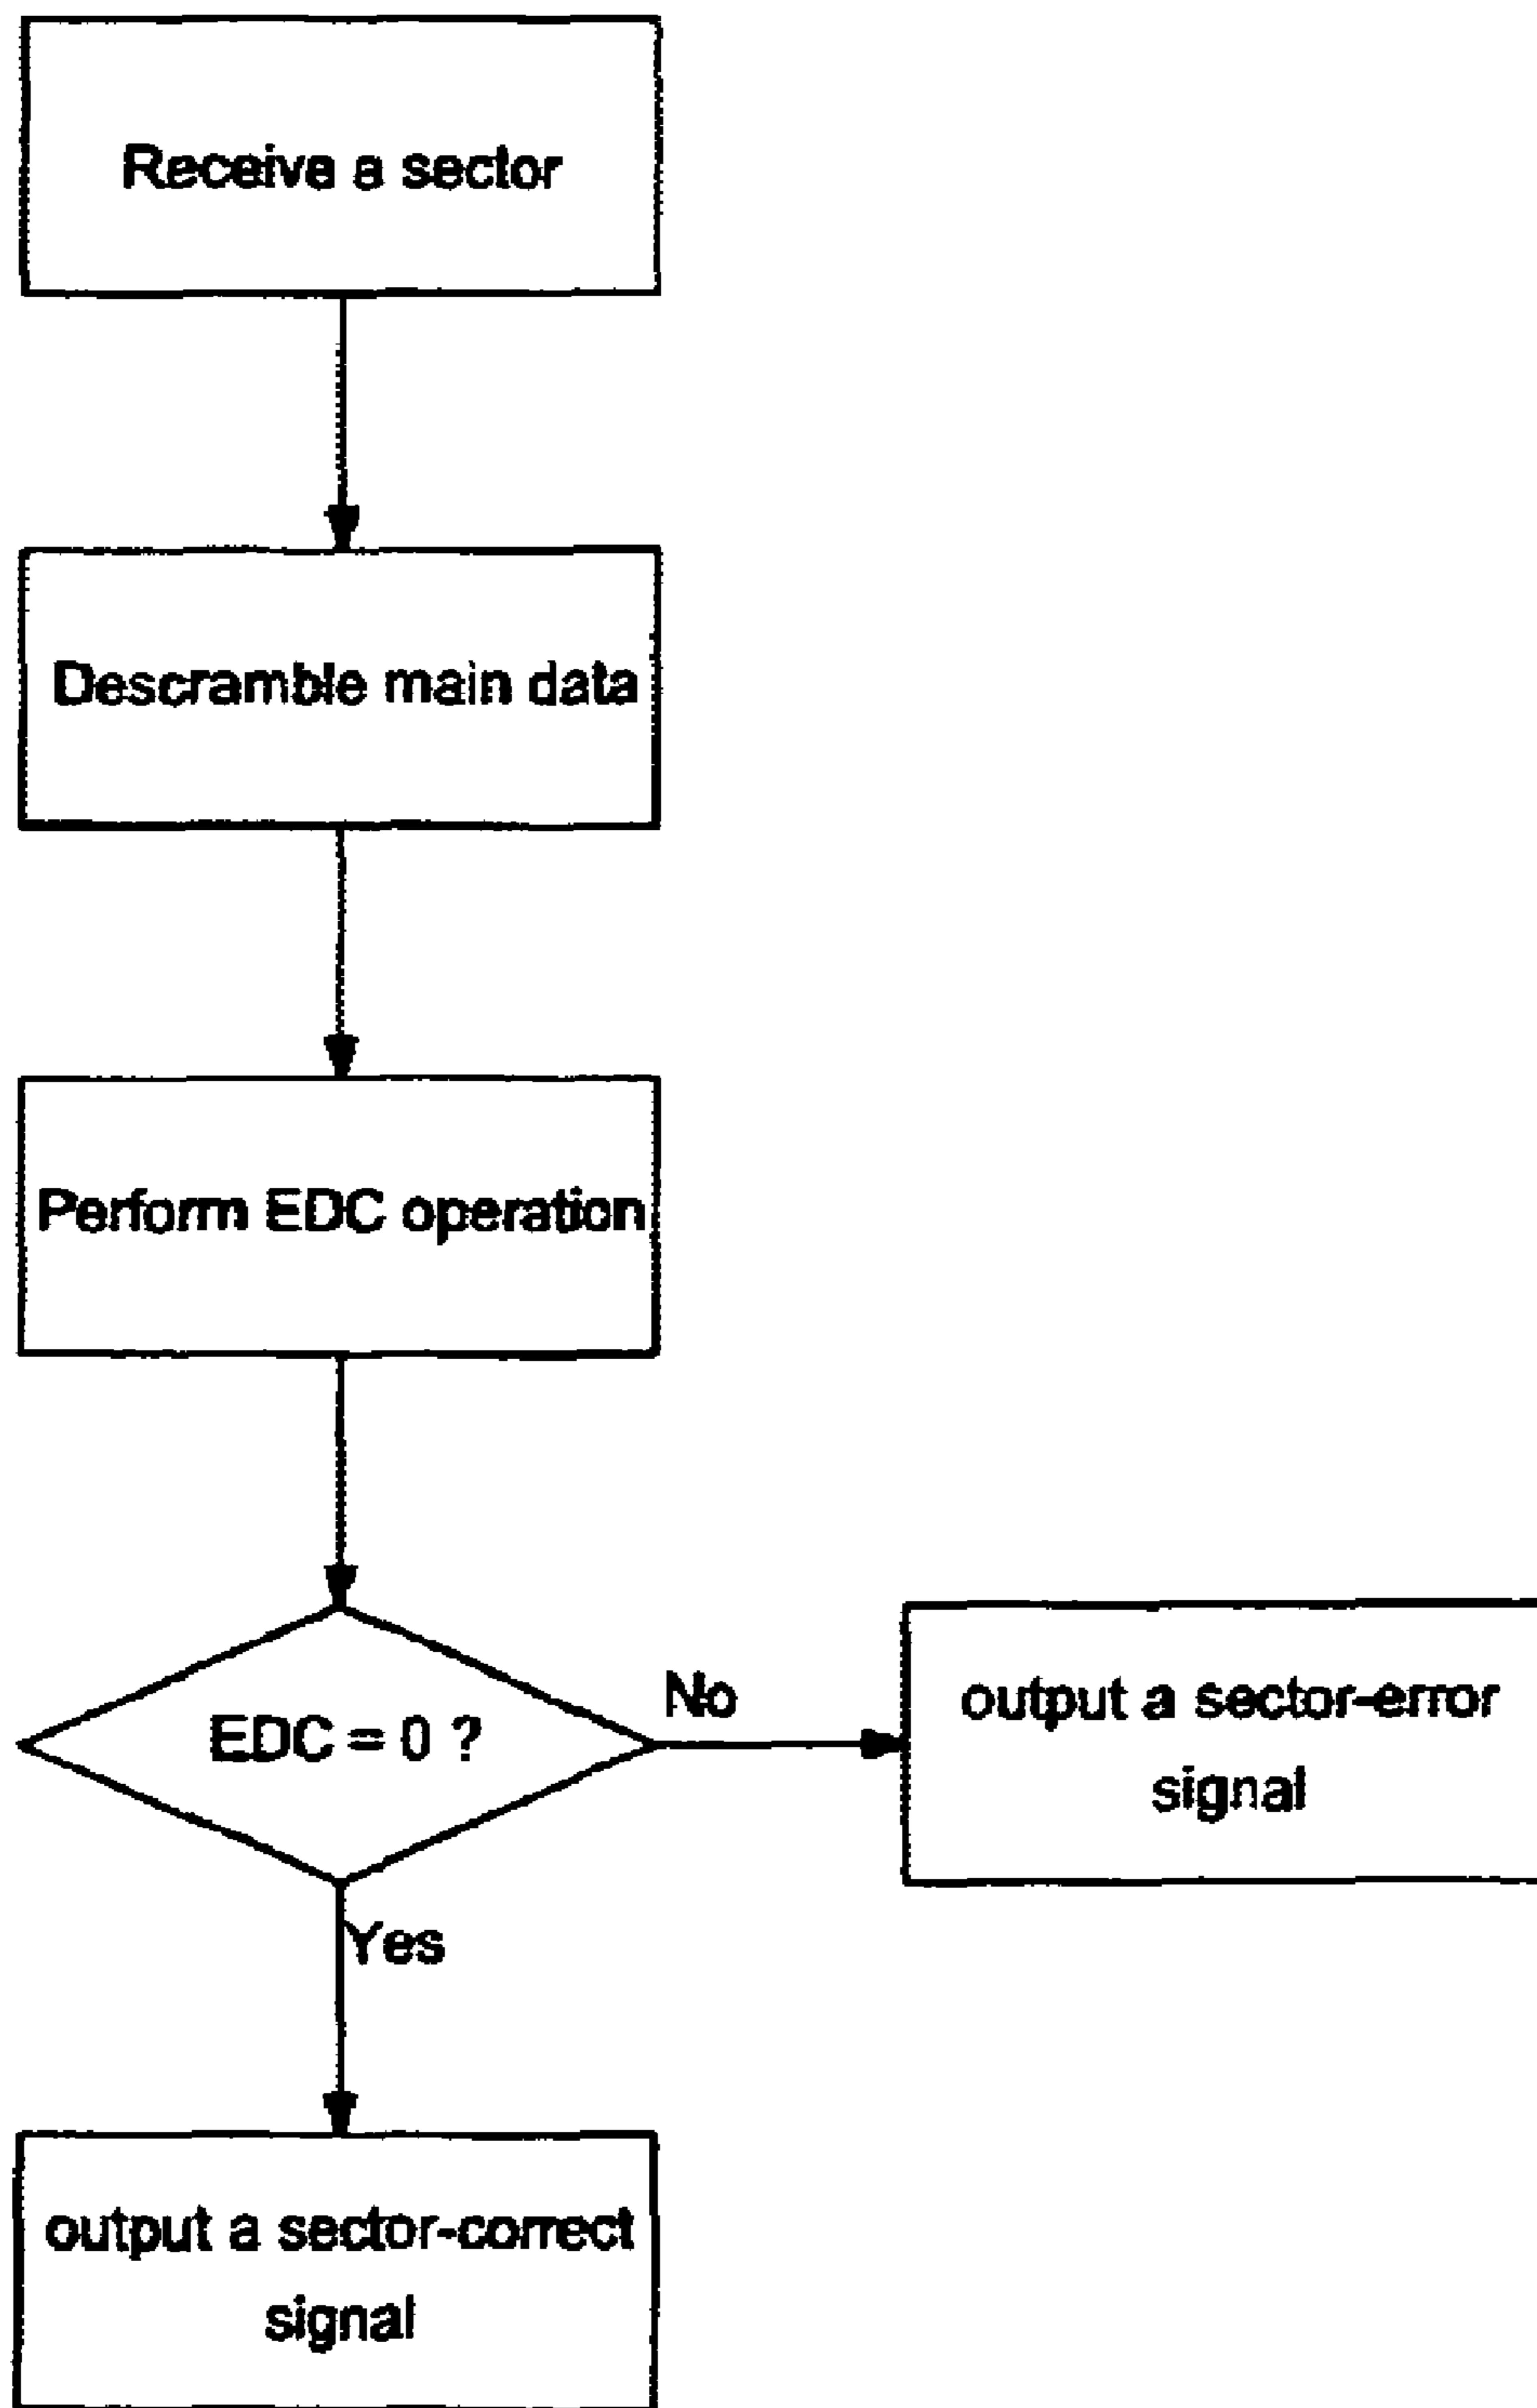 Receive a sector
Descramble main data
Perform EDC operation
EDC = 0 ?
No
output a sector-error
signal
Yes
output a sector-correct
signal